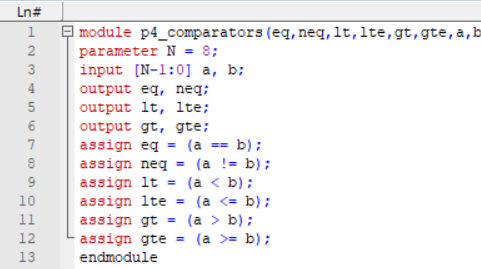 Ln#
1 module p4_comparators(eq,neq,lt,lte,gt,gte,a,b
2 parameter N = 8;
3 input [N-1:0] a, b;
4 output eq, neq;
5 output lt, lte;
6 output gt, gte;
7 assign eq = (a == b);
8 assign neq = (a != b);
9 assign lt = (a < b);
10 assign lte = (a <= b);
11 assign gt = (a > b);
12 assign gte = (a >= b);
13 endmodule